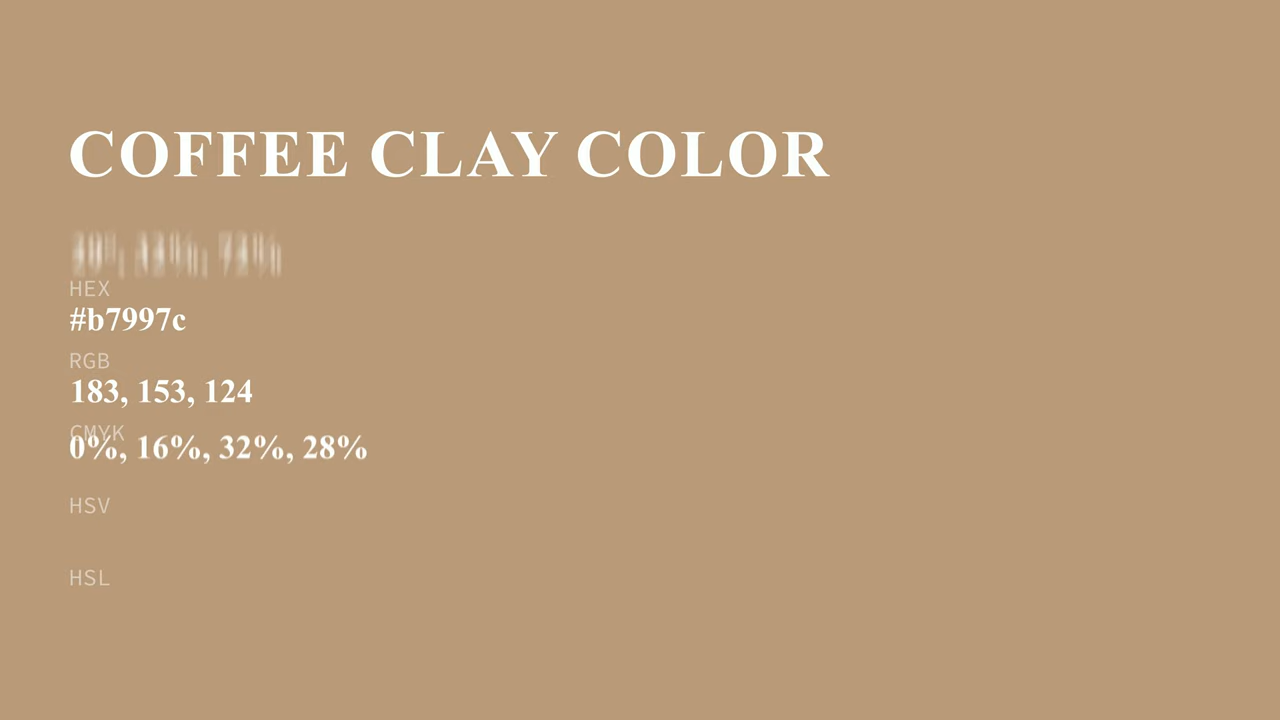 COFFEE CLAY COLOR
HEX
#b7997c
RGB
183, 153, 124
CMYK
0%, 16%, 32%, 28%
HSV
HSL